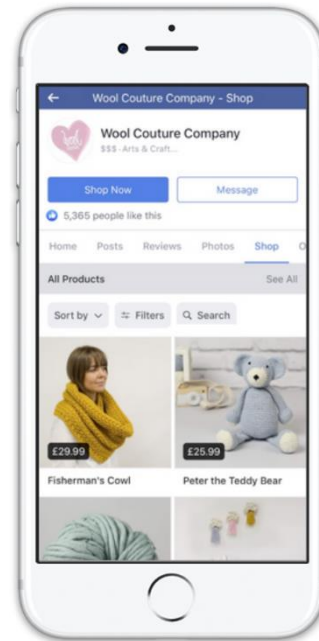 Wool Couture Company - Shop
Wool Couture Company
$$$·Arts & Craft...
Shop Now
Message
5,365 people like this
Home Posts Reviews Photos Shop O
All Products See All
Sort by Filters Search
£29.99
£25.99
Fisherman's Cowl
Peter the Teddy Bear